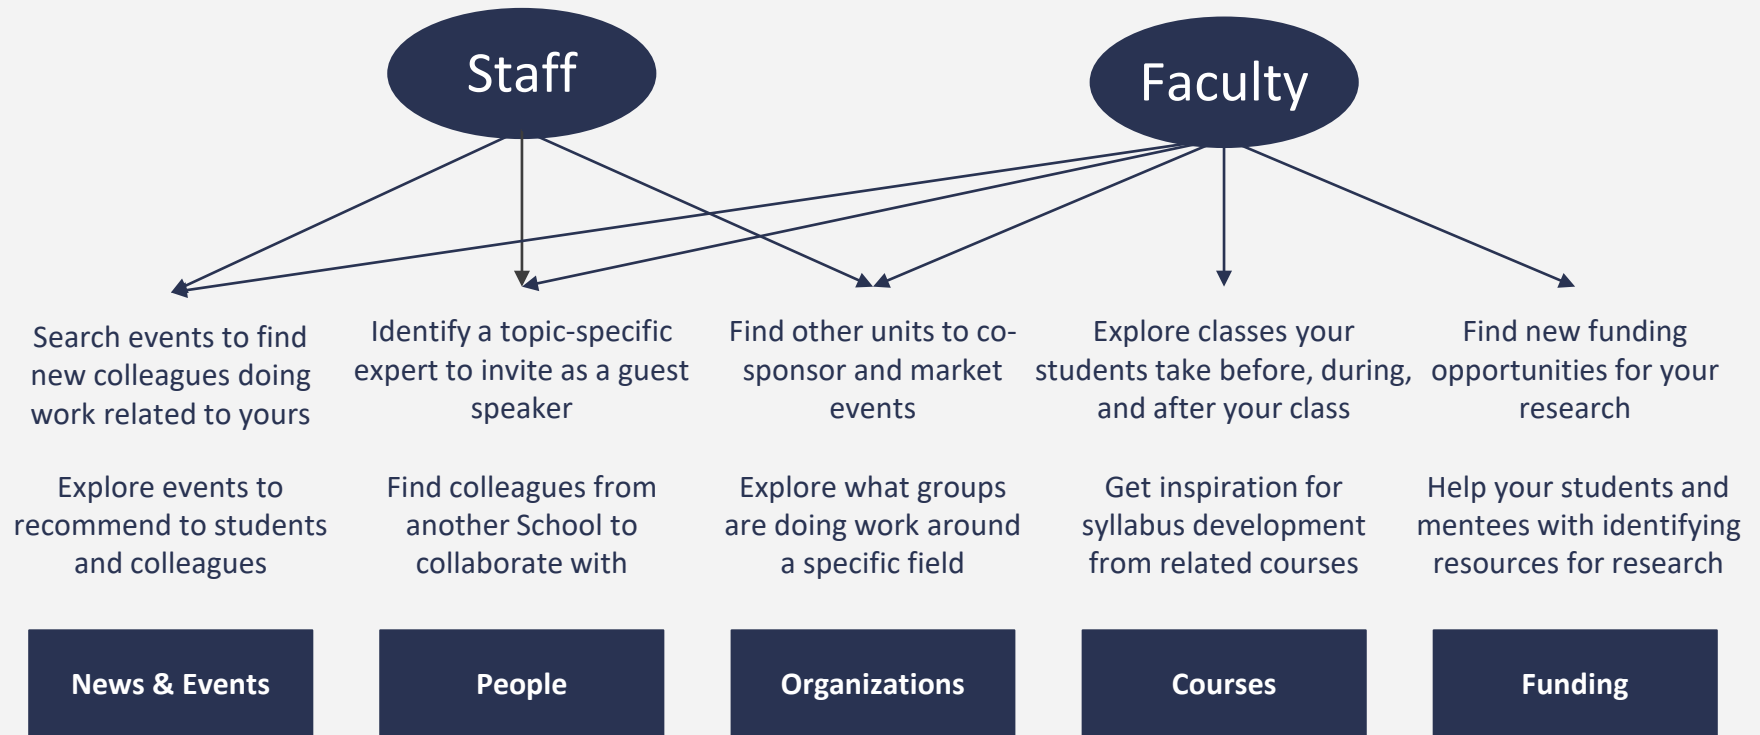 Staff
Faculty
Search events to find
new colleagues doing
work related to yours
Identify a topic-specific
expert to invite as a guest
speaker
Find other units to co-
sponsor and market
events
Explore classes your
students take before, during,
and after your class
Find new funding
opportunities for your
research
Explore events to
recommend to students
and colleagues
Find colleagues from
another School to
collaborate with
Explore what groups
are doing work around
a specific field
Get inspiration for
syllabus development
from related courses
Help your students and
mentees with identifying
resources for research
News & Events
People
Organizations
Courses
Funding